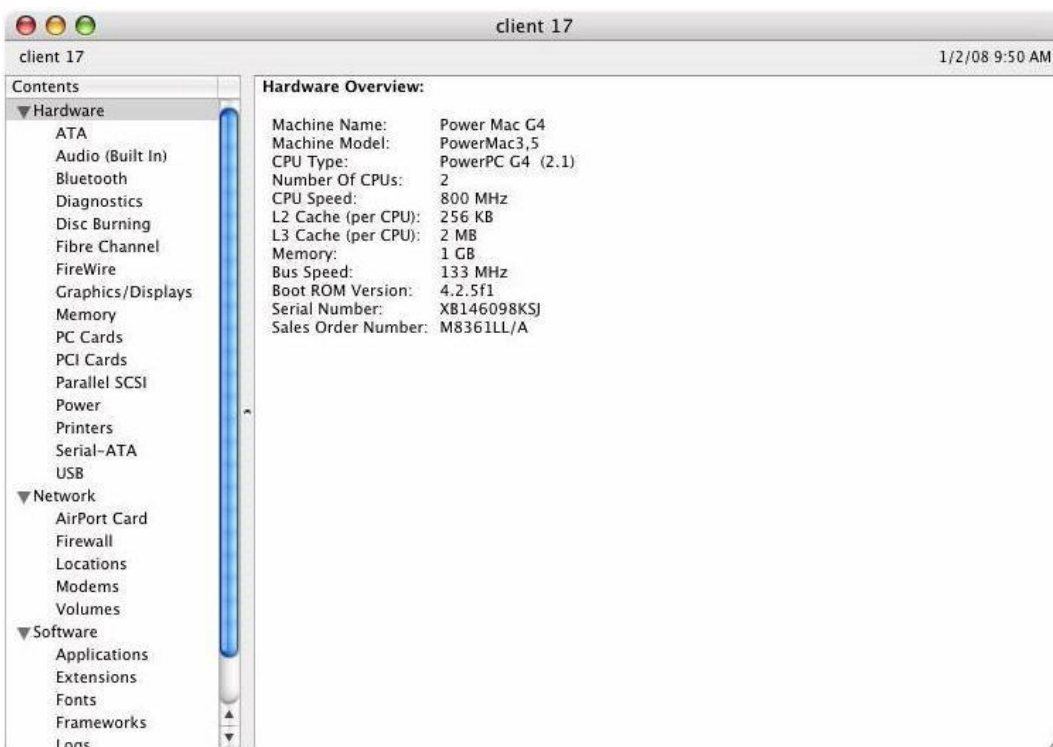 client 17
client 17 1/2/08 9:50 AM
Contents
Hardware
ATA
Audio (Built In)
Bluetooth
Diagnostics
Disc Burning
Fibre Channel
FireWire
Graphics/Displays
Memory
PC Cards
PCI Cards
Parallel SCSI
Power
Printers
Serial-ATA
USB
Network
AirPort Card
Firewall
Locations
Modems
Volumes
Software
Applications
Extensions
Fonts
Frameworks
Logs
Hardware Overview:
Machine Name: Power Mac G4
Machine Model: PowerMac3,5
CPU Type: PowerPC G4 (2.1)
Number Of CPUs: 2
CPU Speed: 800 MHz
L2 Cache (per CPU): 256 KB
L3 Cache (per CPU): 2 MB
Memory: 1 GB
Bus Speed: 133 MHz
Boot ROM Version: 4.2.5f1
Serial Number: XB146098KSJ
Sales Order Number: M8361LL/A